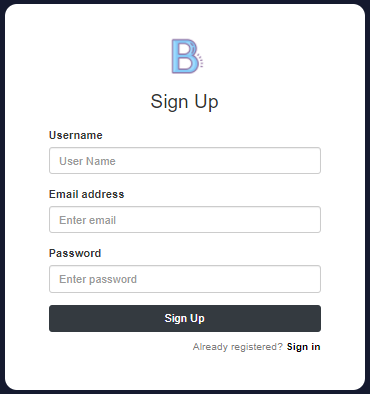 B
Sign Up
Username
User Name
Email address
Enter email
Password
Enter password
Sign Up
Already registered? Sign in